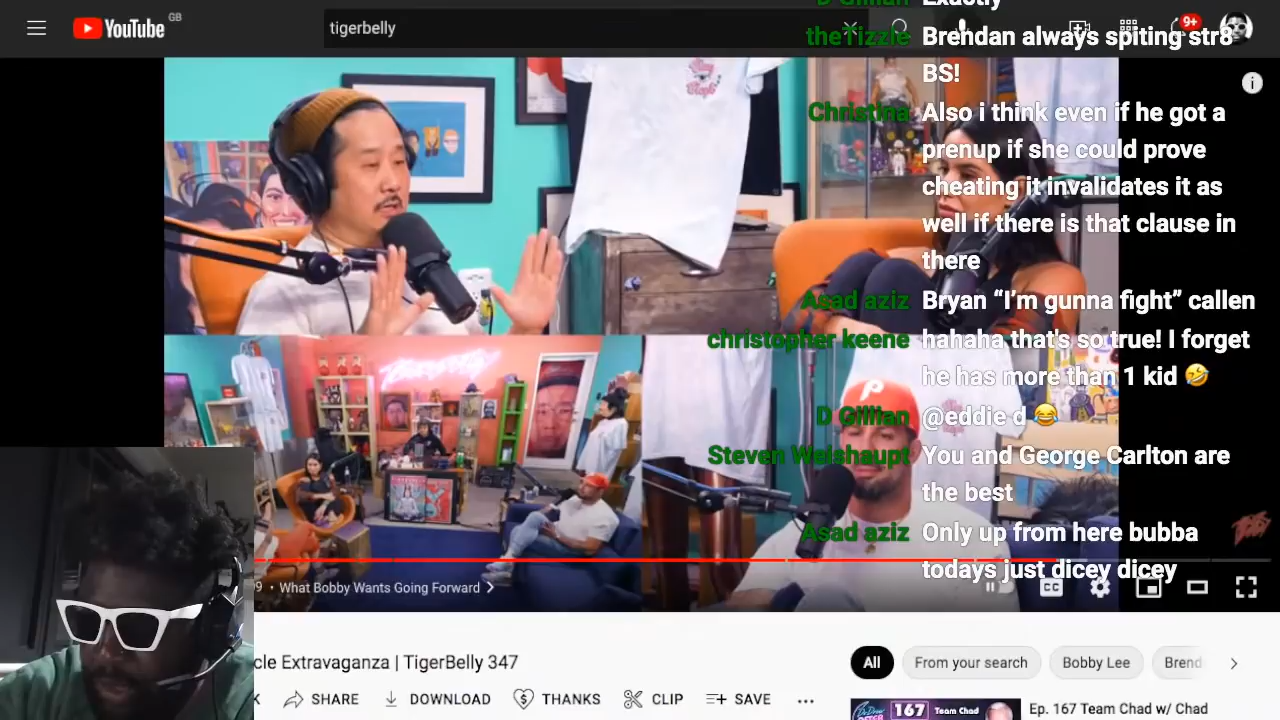 YouTube GB
tigerbelly
9+
Exactly
theTizzle Brendan always spiting str8
BS!
Christina Also i think even if he got a
prenup if she could prove
cheating it invalidates it as
well if there is that clause in
there
Asad aziz Bryan “I’m gunna fight” callen
christopher keene hahaha that's so true! I forget
he has more than 1 kid 🤣
D Gillian @eddie d 😂
Steven Weishaupt You and George Carlton are
the best
Asad aziz Only up from here bubba
todays just dicey dicey
9 • What Bobby Wants Going Forward
CC
cle Extravaganza | TigerBelly 347
SHARE DOWNLOAD THANKS CLIP SAVE
All From your search Bobby Lee Brend
167 Team Chad
Ep. 167 Team Chad w/ Chad